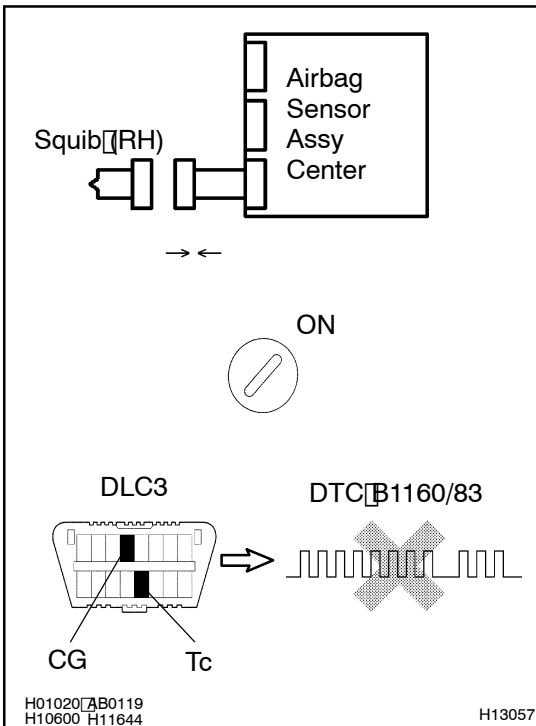 Airbag
Sensor
Assy
Center
Squib (RH)
ON
DLC3
DTC B1160/83
CG
Tc
H01020 AB0119
H10600 H11644
H13057